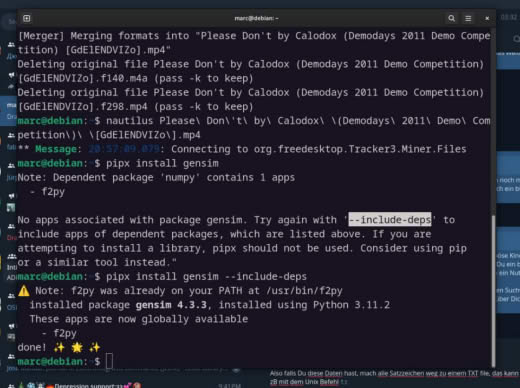 marc@debian: ~
[Merger] Merging formats into "Please Don't by Calodox (Demodays 2011 Demo Compe
tition) [GdElENDVIZo].mp4"
Deleting original file Please Don't by Calodox (Demodays 2011 Demo Competition)
[GdElENDVIZo].f140.m4a (pass -k to keep)
Deleting original file Please Don't by Calodox (Demodays 2011 Demo Competition)
[GdElENDVIZo].f298.mp4 (pass -k to keep)
marc@debian:~$ nautilus Please\ Don\'t\ by\ Calodox\ \(Demodays\ 2011\ Demo\ Com
petition\)\ \[GdElENDVIZo\].mp4
** Message: 20:57:09.079: Connecting to org.freedesktop.Tracker3.Miner.Files
marc@debian:~$ pipx install gensim
Note: Dependent package 'numpy' contains 1 apps
- f2py
No apps associated with package gensim. Try again with '--include-deps' to
include apps of dependent packages, which are listed above. If you are
attempting to install a library, pipx should not be used. Consider using pip
or a similar tool instead."
marc@debian:~$ pipx install gensim --include-deps
⚠️ Note: f2py was already on your PATH at /usr/bin/f2py
installed package gensim 4.3.3, installed using Python 3.11.2
These apps are now globally available
- f2py
done! ✨ 🌟 ✨
marc@debian:~$
Also falls Du diese Daten hast, mach alle Satzzeichen weg zu einem TXT file, das kann
zB mit dem Unix Befehl
Depression support
9:41 PM
03:32